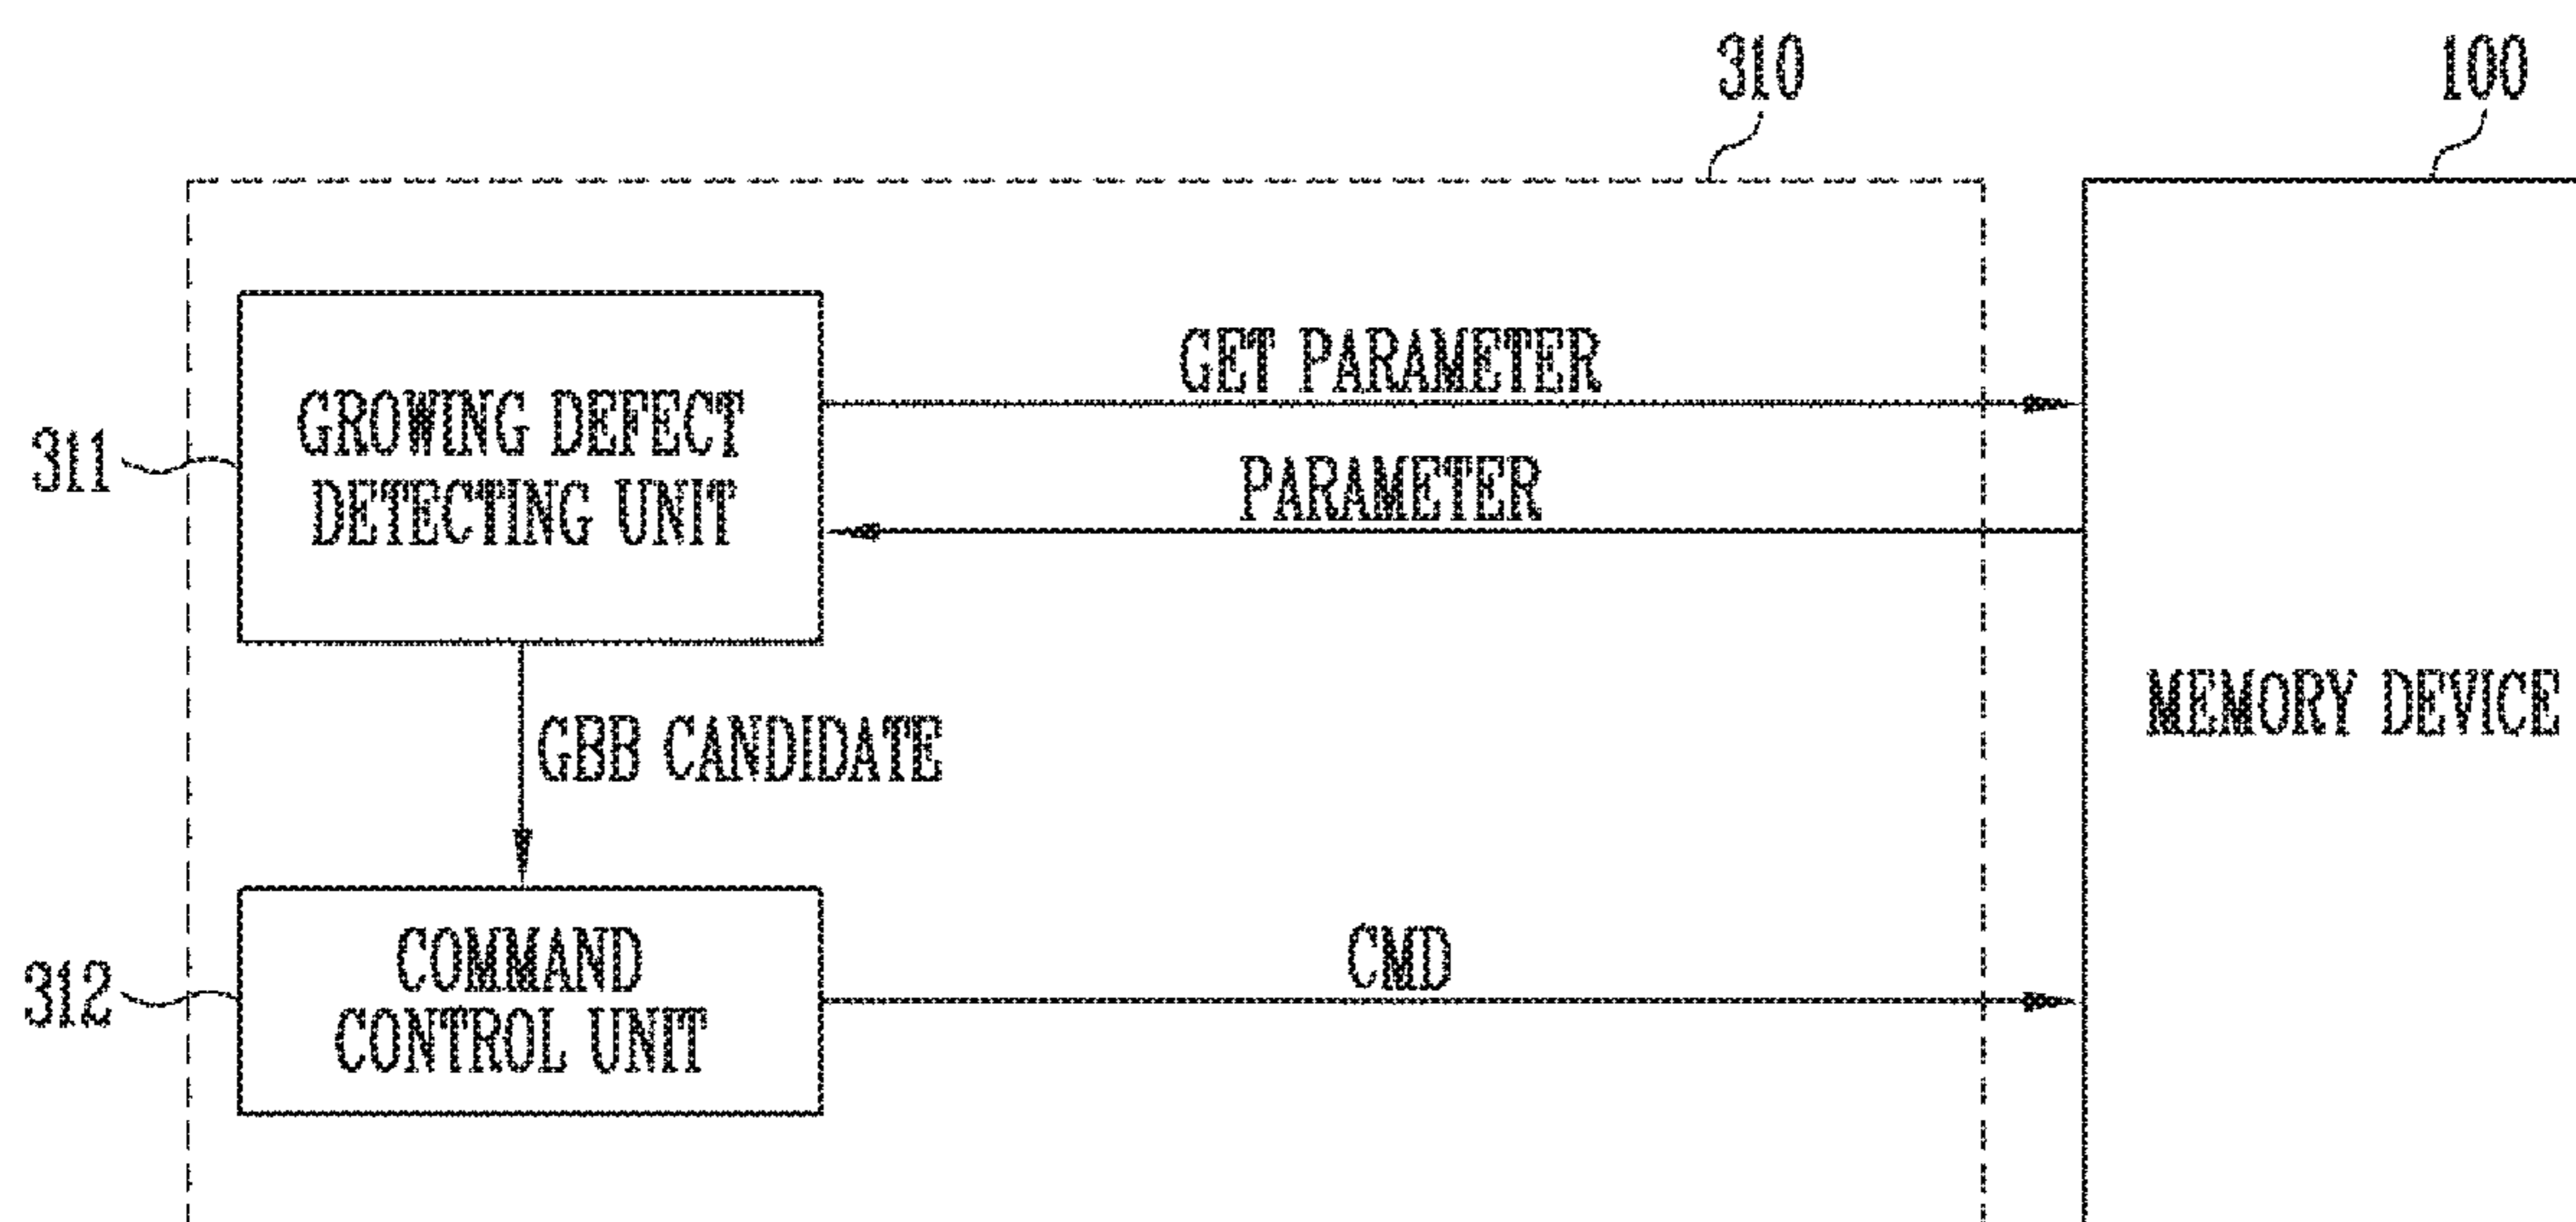 310
100
GET PARAMETER
GROWING DEFECT
DETECTING UNIT
311
PARAMETER
MEMORY DEVICE
GBB CANDIDATE
COMMAND
CONTROL UNIT
312
CMD